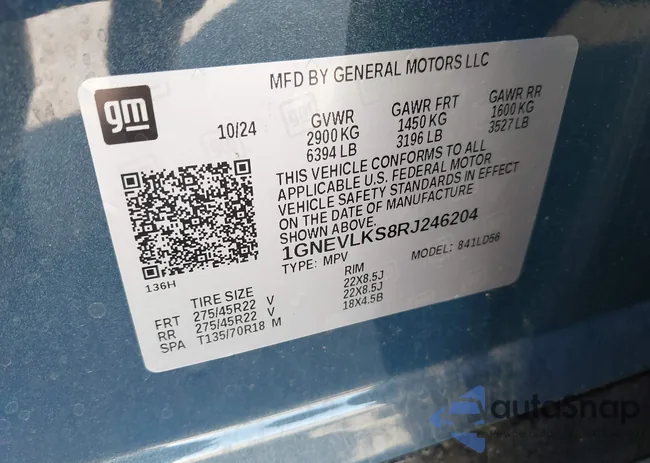 MFD BY GENERAL MOTORS LLC
gm
10/24
GVWR GAWR FRT GAWR RR
2900 KG 1450 KG 1600 KG
6394 LB 3196 LB 3527 LB
THIS VEHICLE CONFORMS TO ALL
APPLICABLE U.S. FEDERAL MOTOR
VEHICLE SAFETY STANDARDS IN EFFECT
ON THE DATE OF MANUFACTURE
1GNEVLKS8RJ246204
TYPE: MPV MODEL: 841LD56
136H
TIRE SIZE RIM
FRT 275/45R22 V 22X8.5J
RR 275/45R22 V 22X8.5J
SPA T135/70R18 M 18X4.5B
autoSnap